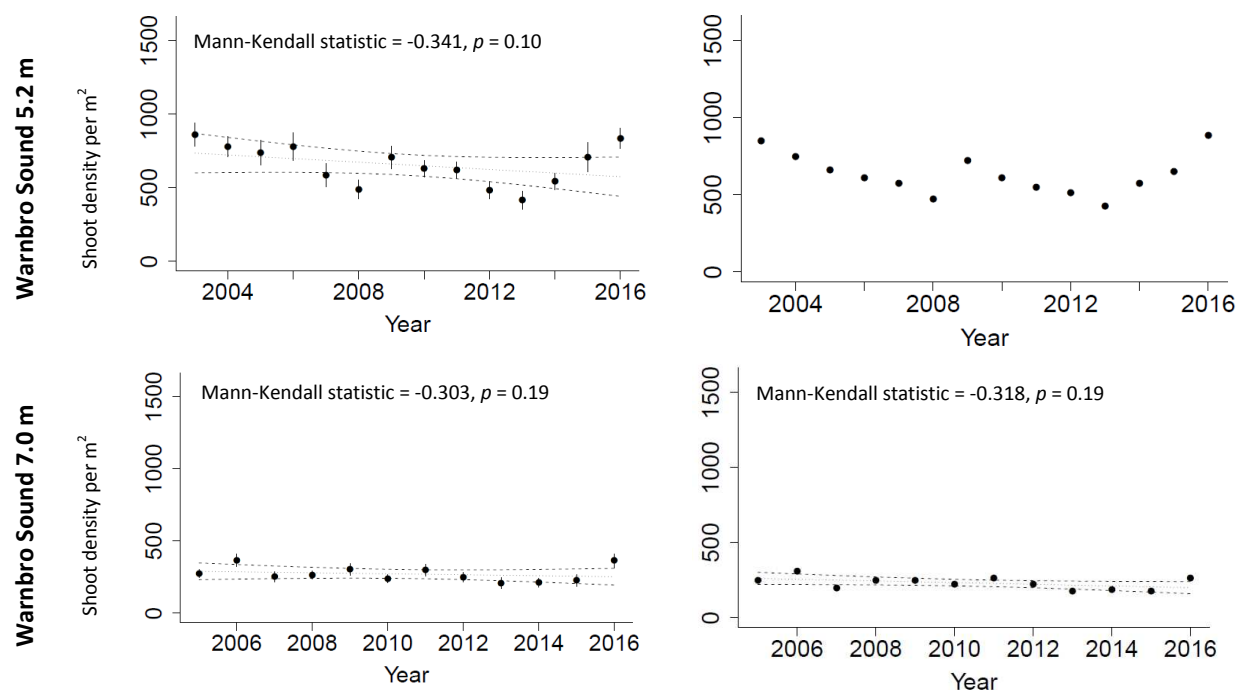 Warnbro Sound 5.2 m
Shoot density per m²
1500
1000
500
0
Mann-Kendall statistic = -0.341, p = 0.10
2004 2008 2012 2016
Year
1500
1000
500
0
2004 2008 2012 2016
Year
Warnbro Sound 7.0 m
Shoot density per m²
1500
1000
500
0
Mann-Kendall statistic = -0.303, p = 0.19
2006 2008 2010 2012 2014 2016
Year
1500
1000
500
0
Mann-Kendall statistic = -0.318, p = 0.19
2006 2008 2010 2012 2014 2016
Year